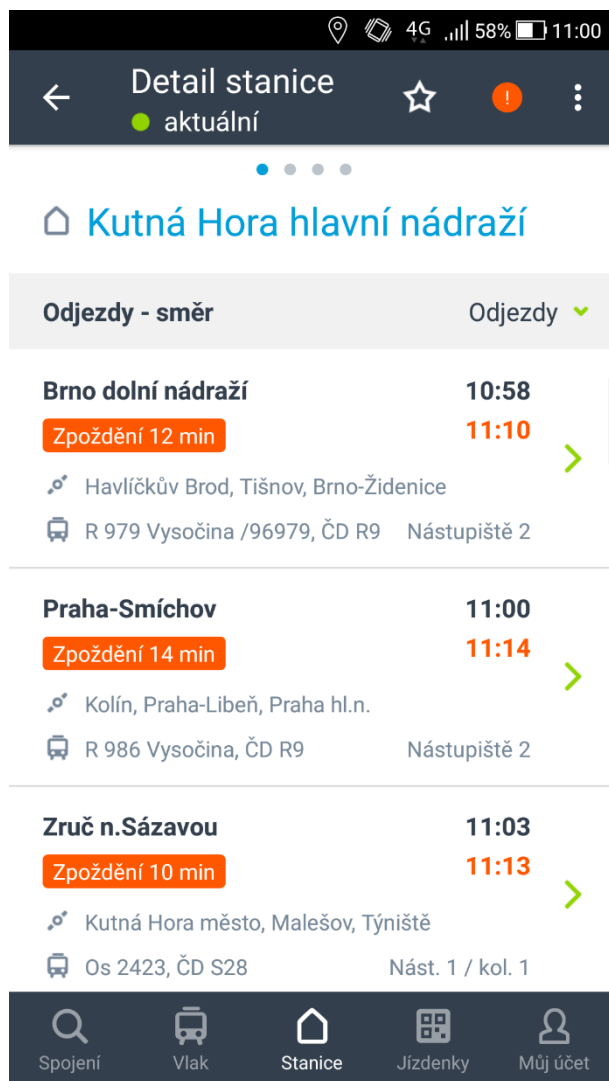 4G 58% 11:00
Detail stanice
aktuální
Kutná Hora hlavní nádraží
Odjezdy - směr Odjezdy
Brno dolní nádraží 10:58
Zpoždění 12 min 11:10
Havlíčkův Brod, Tišnov, Brno-Židenice
R 979 Vysočina /96979, ČD R9 Nástupiště 2
Praha-Smíchov 11:00
Zpoždění 14 min 11:14
Kolín, Praha-Libeň, Praha hl.n.
R 986 Vysočina, ČD R9 Nástupiště 2
Zruč n.Sázavou 11:03
Zpoždění 10 min 11:13
Kutná Hora město, Malešov, Týniště
Os 2423, ČD S28 Nást. 1 / kol. 1
Spojení Vlak Stanice Jízdenky Můj účet